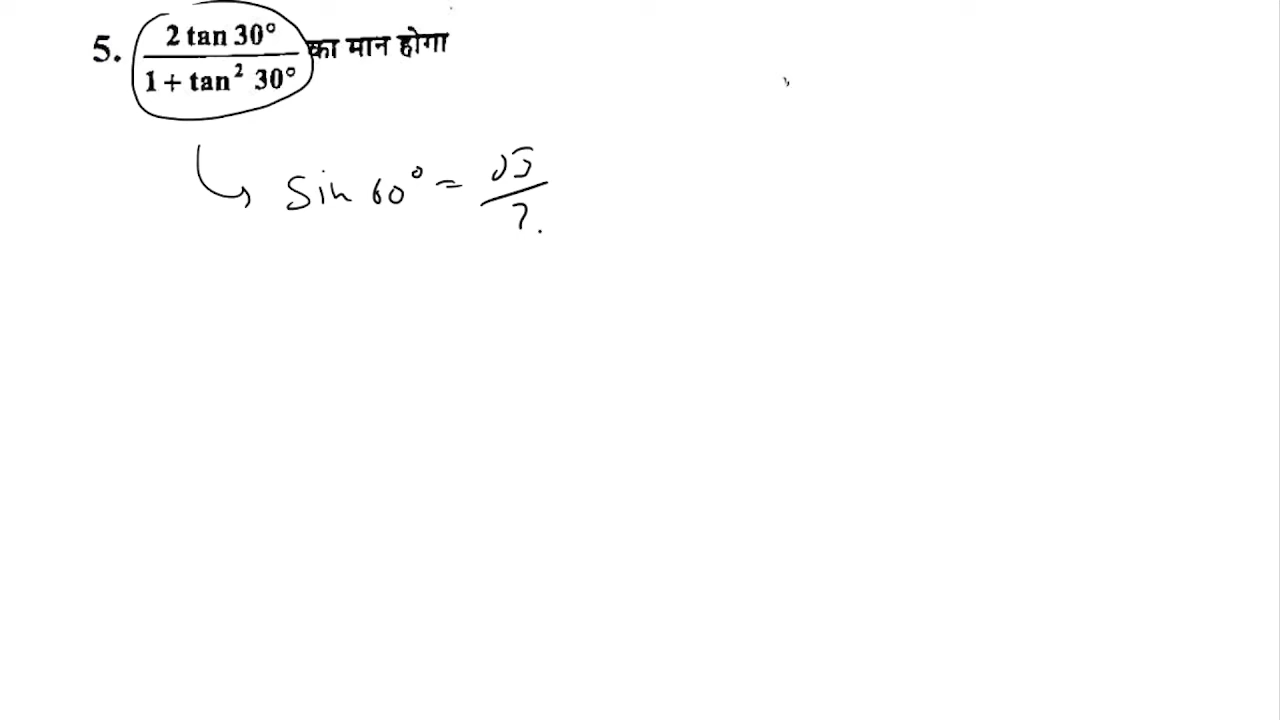 5. 2 tan 30° / 1 + tan² 30° का मान होगा
Sin 60° = √3 / 2